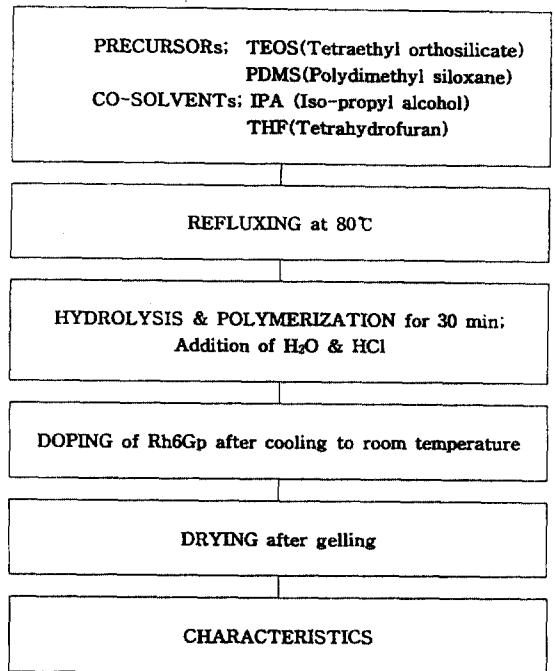 PRECURSORs; TEOS(Tetraethyl orthosilicate)
PDMS(Polydimethyl siloxane)
CO-SOLVENTs; IPA (Iso-propyl alcohol)
THF(Tetrahydrofuran)
REFLUXING at 80℃
HYDROLYSIS & POLYMERIZATION for 30 min;
Addition of H₂O & HCl
DOPING of Rh6Gp after cooling to room temperature
DRYING after gelling
CHARACTERISTICS